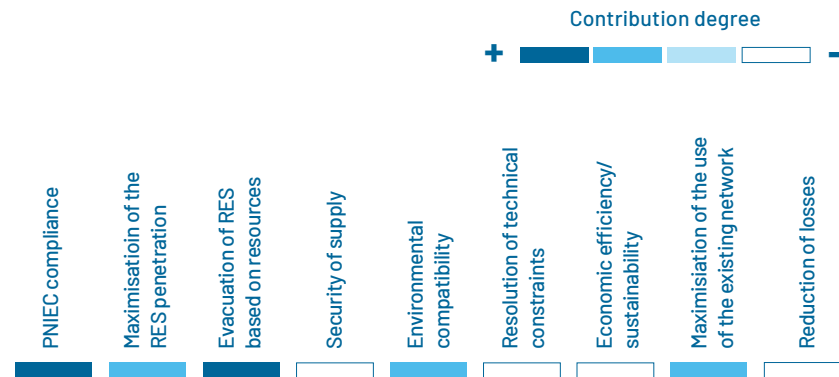 Contribution degree
+ -
PNIEC compliance
Maximisatioin of the
RES penetration
Evacuation of RES
based on resources
Security of supply
Environmental
compatibility
Resolution of technical
constraints
Economic efficiency/
sustainability
Maximisiation of the use
of the existing network
Reduction of losses